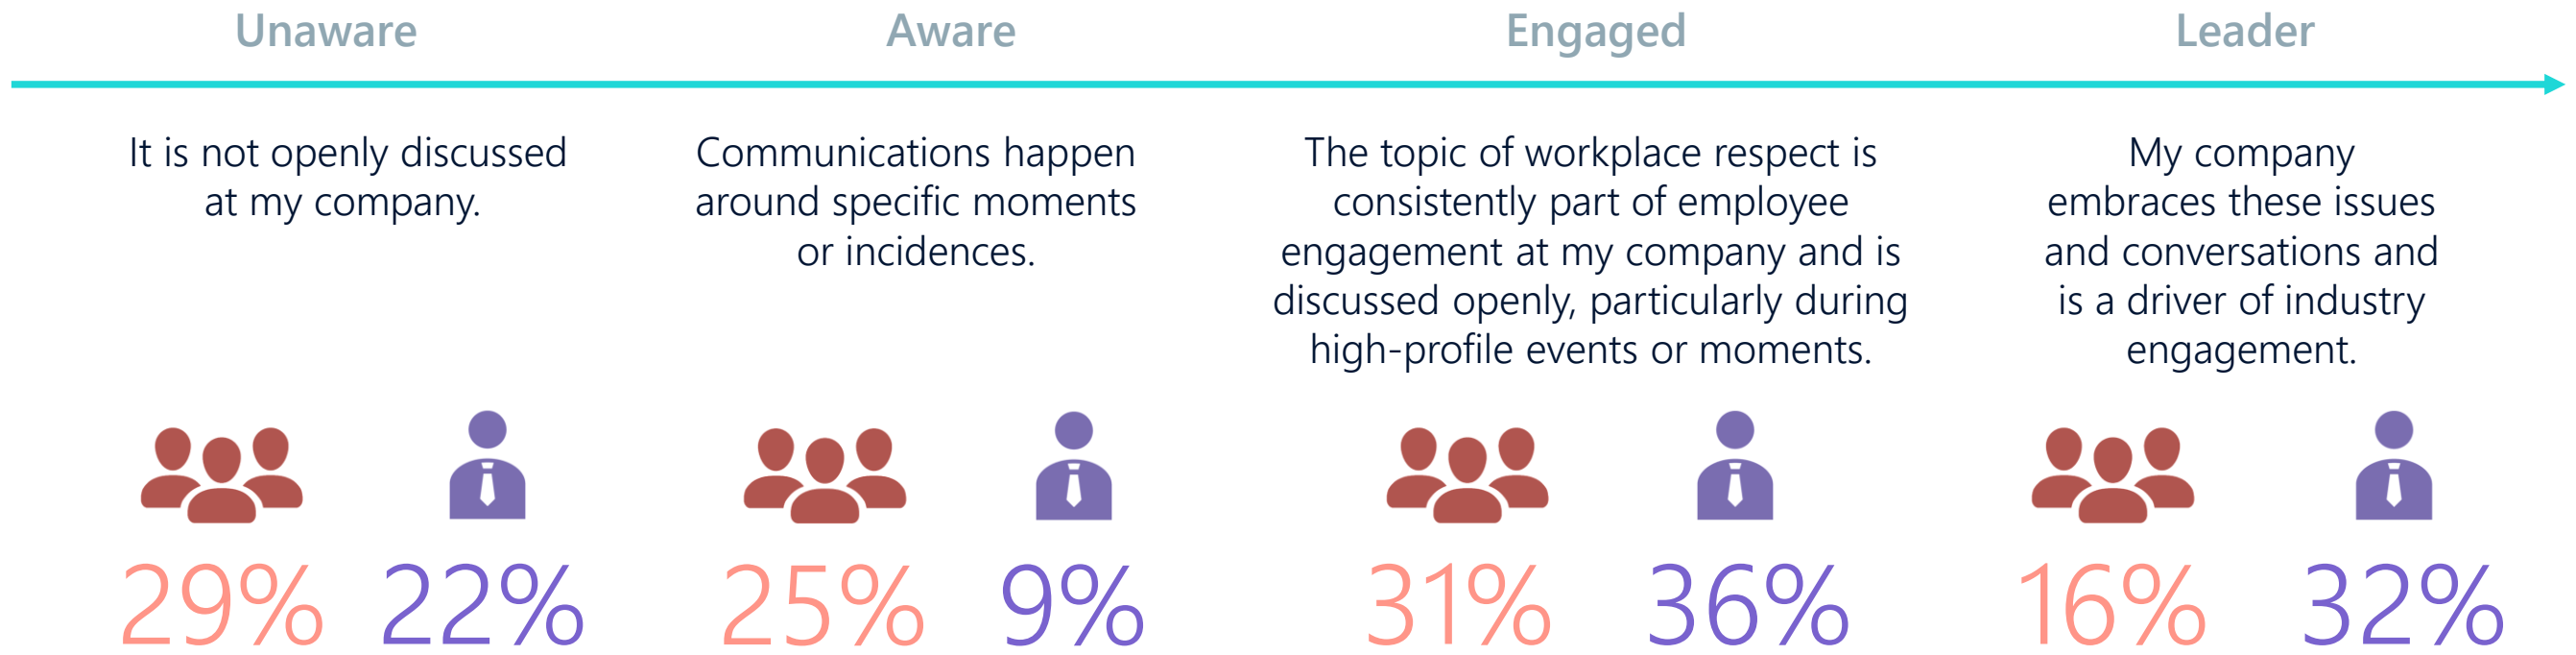 Unaware
Aware
Engaged
Leader
It is not openly discussed
at my company.
Communications happen
around specific moments
or incidences.
The topic of workplace respect is
consistently part of employee
engagement at my company and is
discussed openly, particularly during
high-profile events or moments.
My company
embraces these issues
and conversations and
is a driver of industry
engagement.
29% 22%
25% 9%
31% 36%
16% 32%